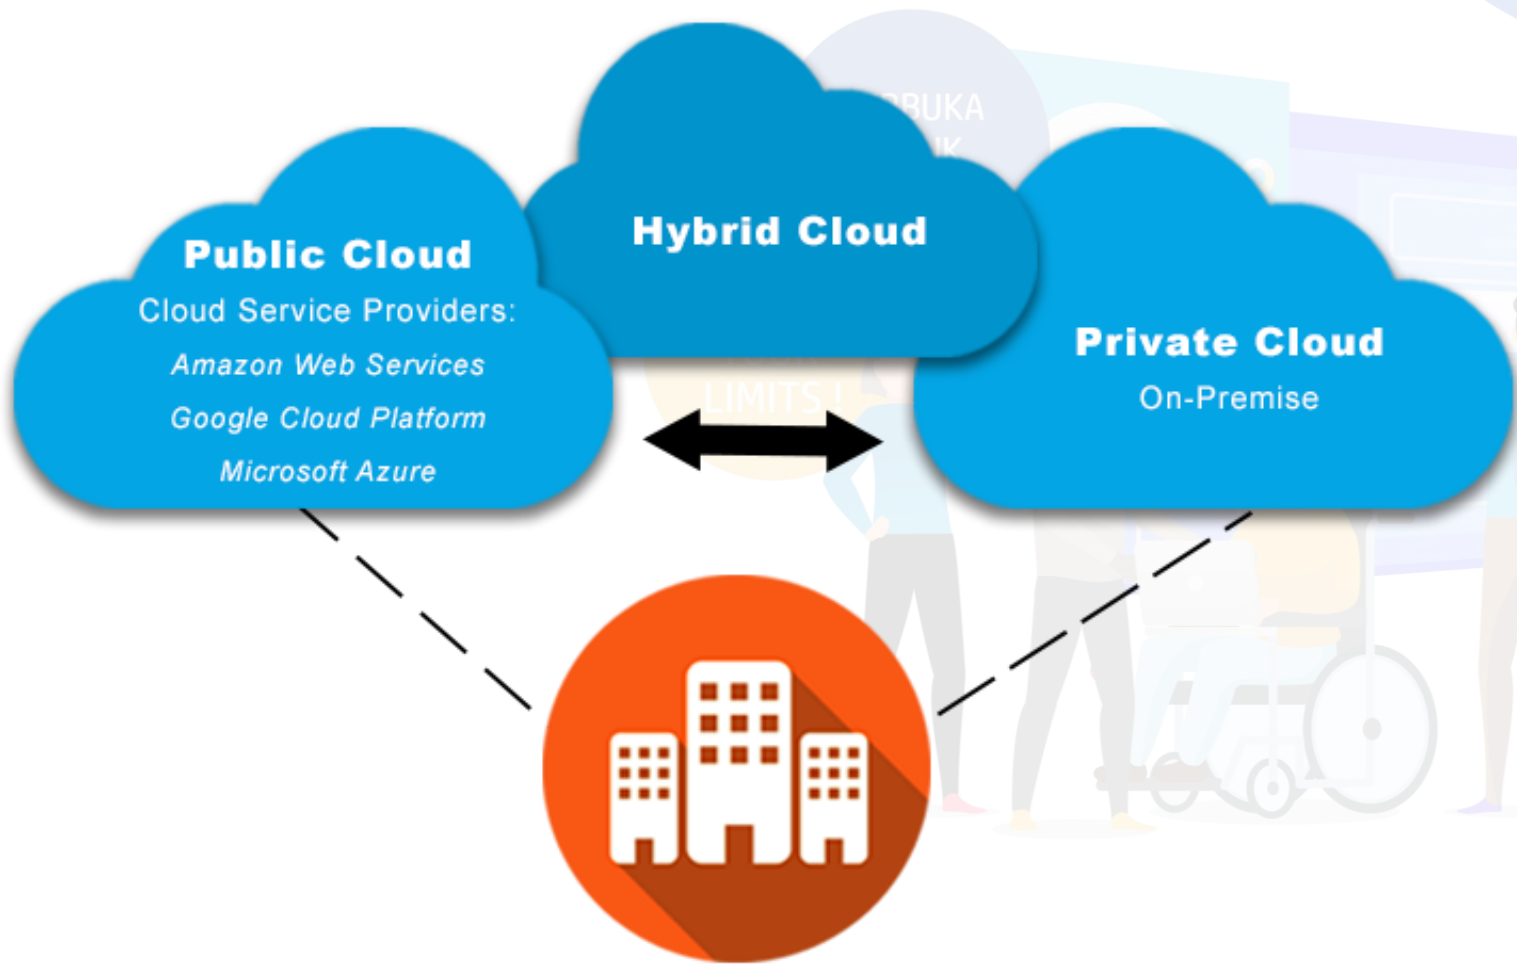 Hybrid Cloud
Public Cloud
Cloud Service Providers:
Amazon Web Services
Google Cloud Platform
Microsoft Azure
Private Cloud
On-Premise
LIMITS !